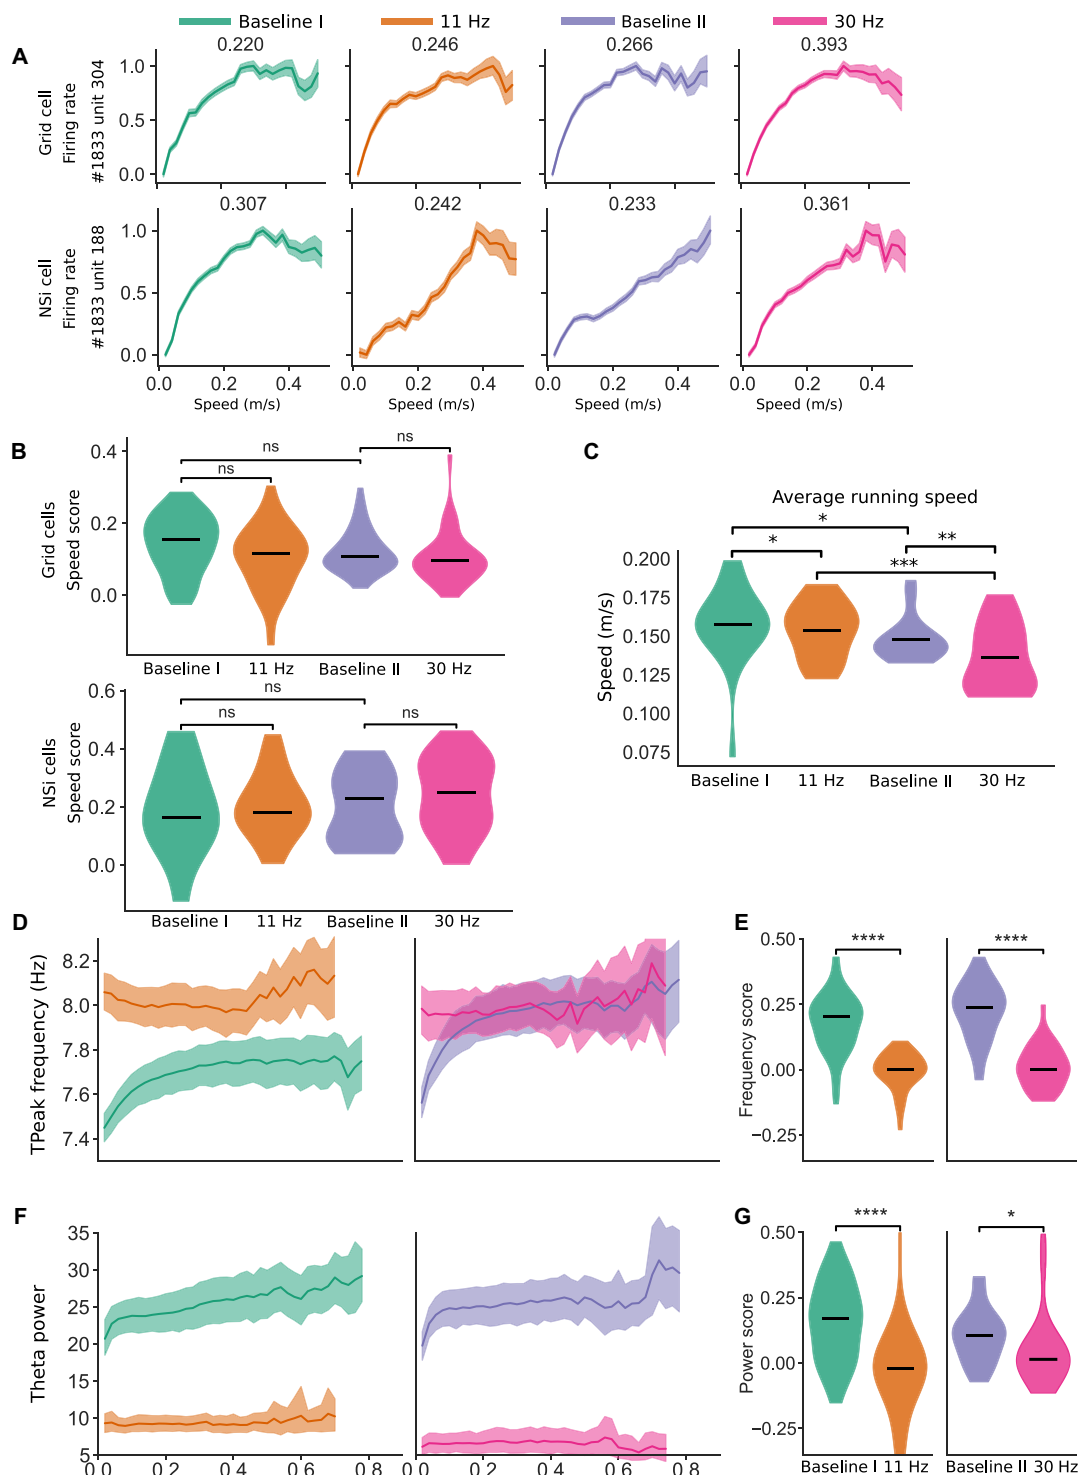 Baseline I 11 Hz Baseline II 30 Hz
A
0.220 0.246 0.266 0.393
Grid cell
Firing rate
#1833 unit 304
1.0
0.5
0.0
0.307 0.242 0.233 0.361
NSi cell
Firing rate
#1833 unit 188
1.0
0.5
0.0
0.0 0.2 0.4 0.0 0.2 0.4 0.0 0.2 0.4 0.0 0.2 0.4
Speed (m/s) Speed (m/s) Speed (m/s) Speed (m/s)
B
Grid cells
Speed score
0.4
0.2
0.0
ns ns ns
Baseline I 11 Hz Baseline II 30 Hz
NSi cells
Speed score
0.6
0.4
0.2
0.0
ns ns ns
Baseline I 11 Hz Baseline II 30 Hz
C
Average running speed
* * ** ***
Speed (m/s)
0.200
0.175
0.150
0.125
0.100
0.075
Baseline I 11 Hz Baseline II 30 Hz
D
TPeak frequency (Hz)
8.2
8.0
7.8
7.6
7.4
E
Frequency score
0.50
0.25
0.00
−0.25
**** ****
F
Theta power
35
30
25
20
15
10
5
0.0 0.2 0.4 0.6 0.8 0.0 0.2 0.4 0.6 0.8
G
Power score
0.50
0.25
0.00
−0.25
**** *
Baseline I 11 Hz Baseline II 30 Hz